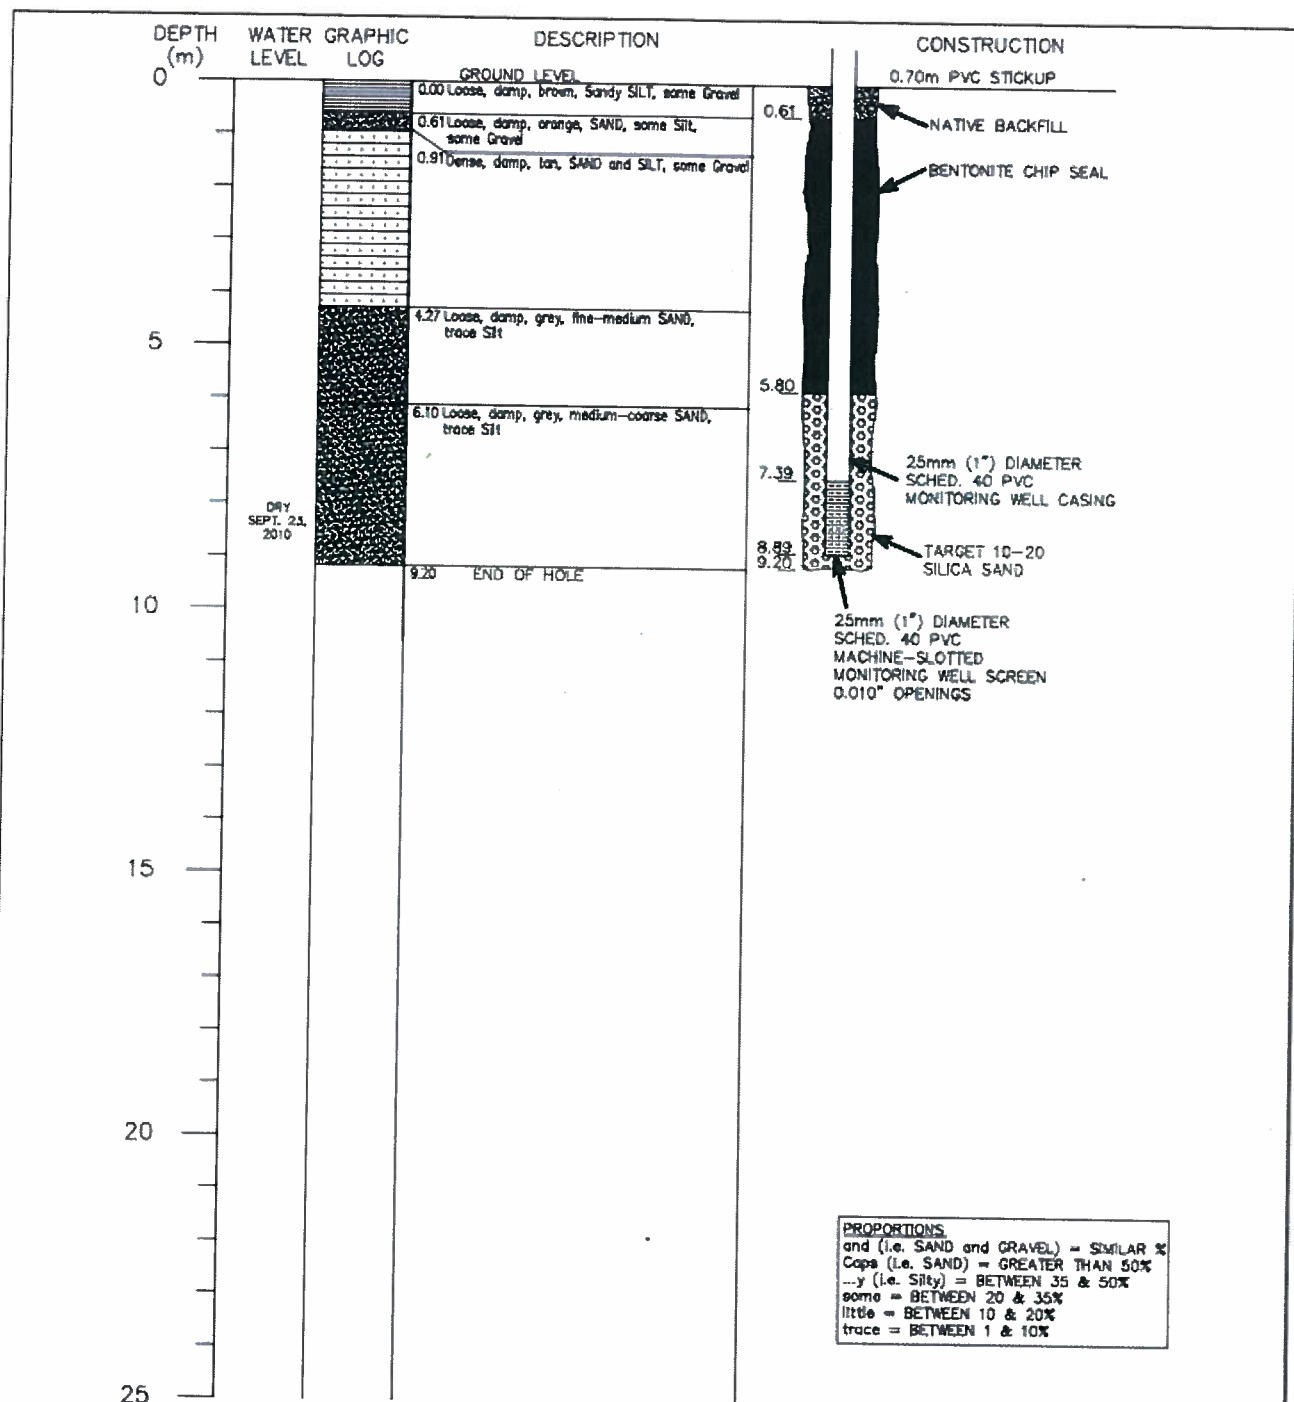 DEPTH
(m)
WATER
LEVEL
GRAPHIC
LOG
DESCRIPTION
CONSTRUCTION
0
GROUND LEVEL
0.70m PVC STICKUP
0.00 Loose, damp, brown, Sandy SILT, some Gravel
0.61 Loose, damp, orange, SAND, some Silt,
some Gravel
0.91 Dense, damp, tan, SAND and SILT, some Gravel
0.61
NATIVE BACKFILL
BENTONITE CHIP SEAL
4.27 Loose, damp, grey, fine-medium SAND,
trace Silt
5
5.80
6.10 Loose, damp, grey, medium-coarse SAND,
trace Silt
7.39
25mm (1") DIAMETER
SCHED. 40 PVC
MONITORING WELL CASING
DRY
SEPT. 23,
2010
8.89
9.20
TARGET 10-20
SILICA SAND
9.20 END OF HOLE
10
25mm (1") DIAMETER
SCHED. 40 PVC
MACHINE-SLOTTED
MONITORING WELL SCREEN
0.010" OPENINGS
15
20
PROPORTIONS
and (i.e. SAND and GRAVEL) = SIMILAR %
Caps (i.e. SAND) = GREATER THAN 50%
...y (i.e. Silty) = BETWEEN 35 & 50%
some = BETWEEN 20 & 35%
little = BETWEEN 10 & 20%
trace = BETWEEN 1 & 10%
25